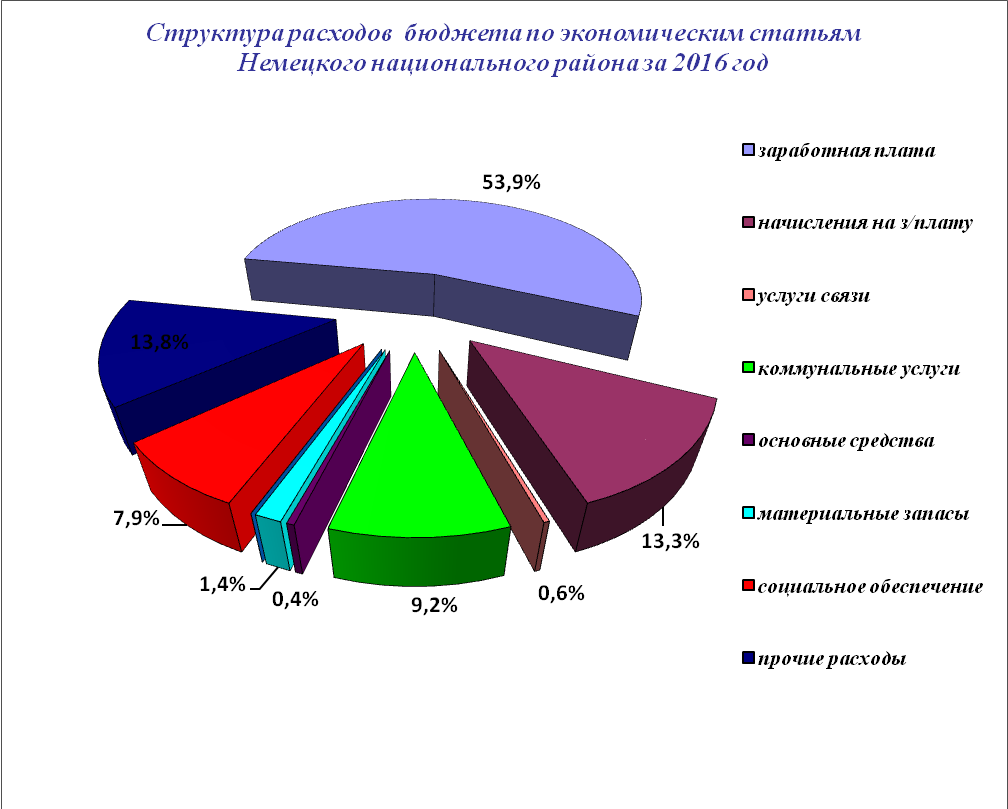 Структура расходов бюджета по экономическим статьям
Немецкого национального района за 2016 год
53,9%
13,8%
7,9%
1,4%
0,4%
9,2%
0,6%
13,3%
заработная плата
начисления на з/плату
услуги связи
коммунальные услуги
основные средства
материальные запасы
социальное обеспечение
прочие расходы